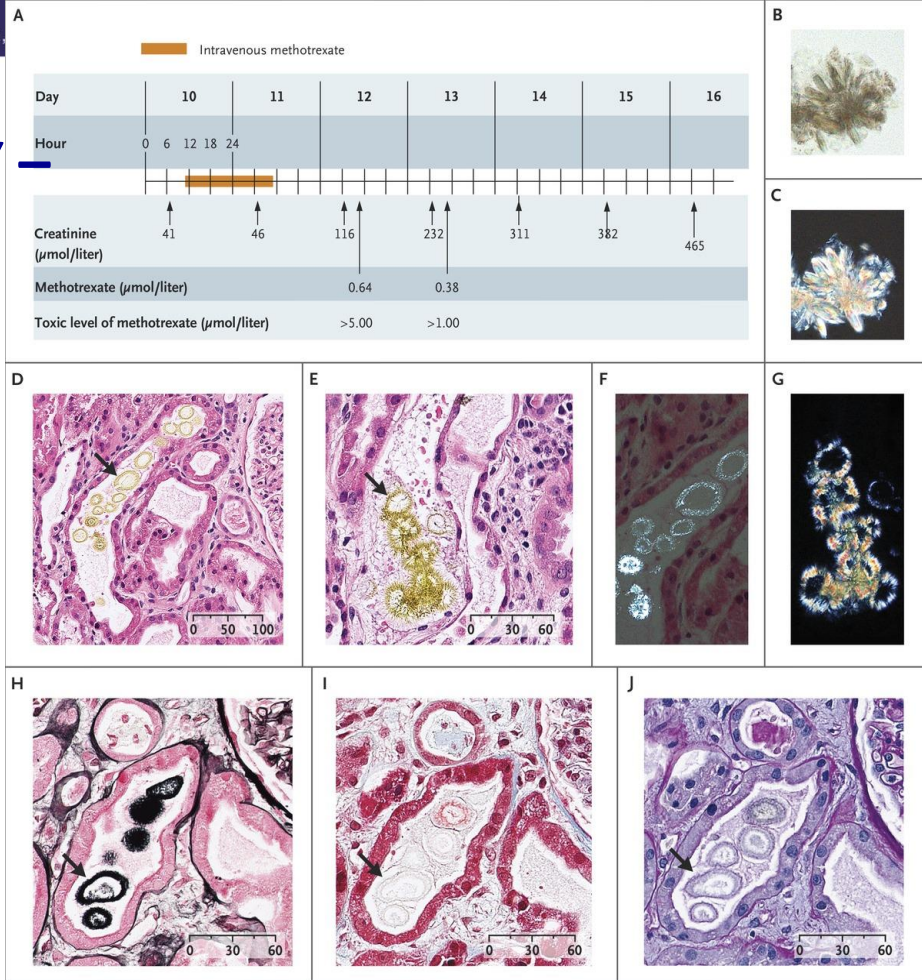 A
Intravenous methotrexate
Day 10 11 12 13 14 15 16
Hour 0 6 12 18 24
Creatinine
(µmol/liter)
41 46 116 232 311 382 465
Methotrexate (µmol/liter) 0.64 0.38
Toxic level of methotrexate (µmol/liter) >5.00 >1.00
B
C
D
0 50 100
E
0 30 60
F
G
H
0 30 60
I
0 30 60
J
0 30 60